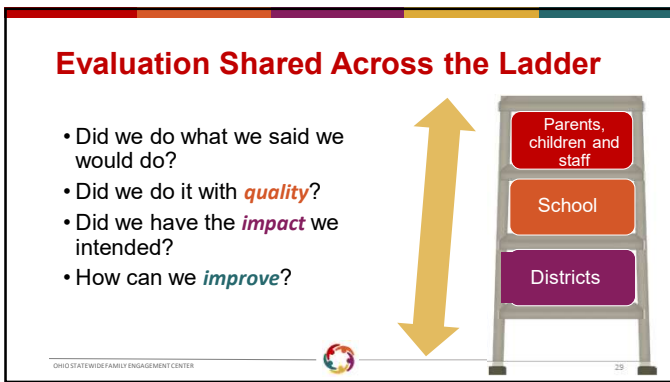 Evaluation Shared Across the Ladder
• Did we do what we said we
would do?
• Did we do it with quality?
• Did we have the impact we
intended?
• How can we improve?
Parents,
children and
staff
School
Districts
OHIO STATEWIDE FAMILY ENGAGEMENT CENTER
29